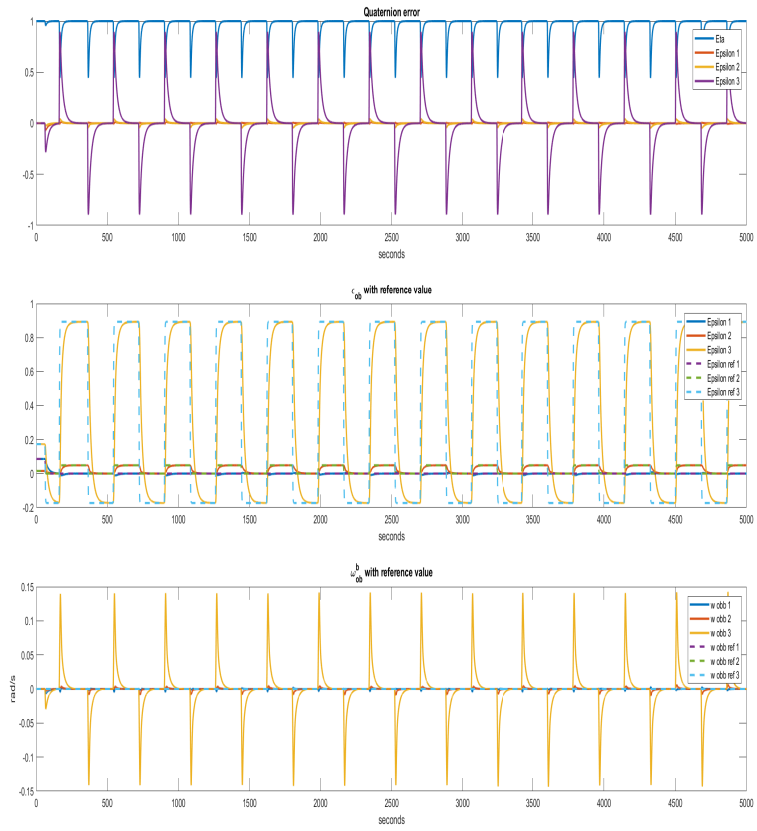 Quaternion error
1
0.5
0
-0.5
-1
Eta
Epsilon 1
Epsilon 2
Epsilon 3
0 500 1000 1500 2000 2500 3000 3500 4000 4500 5000
seconds
ϵob with reference value
1
0.8
0.6
0.4
0.2
0
-0.2
Epsilon 1
Epsilon 2
Epsilon 3
Epsilon ref 1
Epsilon ref 2
Epsilon ref 3
0 500 1000 1500 2000 2500 3000 3500 4000 4500 5000
seconds
ωbob with reference value
rad/s
0.15
0.1
0.05
0
-0.05
-0.1
-0.15
w obb 1
w obb 2
w obb 3
w obb ref 1
w obb ref 2
w obb ref 3
0 500 1000 1500 2000 2500 3000 3500 4000 4500 5000
seconds